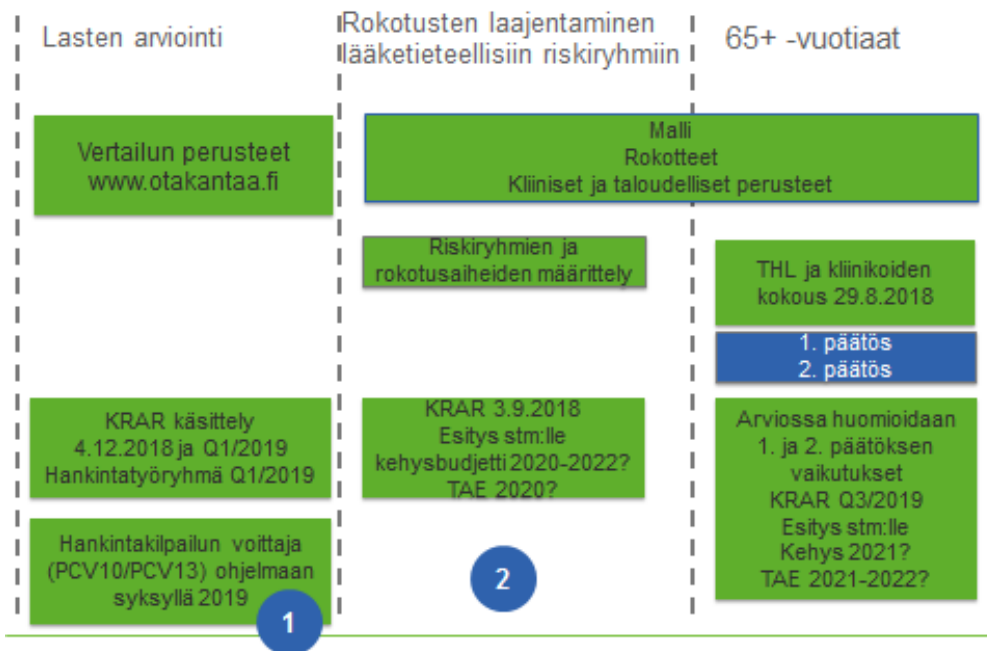 Lasten arviointi
Rokotusten laajentaminen
lääketieteellisiin riskiryhmiin
65+ -vuotiaat
Vertailun perusteet
www.otakantaa.fi
Malli
Rokotteet
Kliiniset ja taloudelliset perusteet
Riskiryhmien ja
rokotusaiheiden määrittely
THL ja kliinikoiden
kokous 29.8.2018
1. päätös
2. päätös
KRAR käsittely
4.12.2018 ja Q1/2019
Hankintatyöryhmä Q1/2019
KRAR 3.9.2018
Esitys stm:lle
kehysbudjetti 2020-2022?
TAE 2020?
Arviossa huomioidaan
1. ja 2. päätöksen
vaikutukset
KRAR Q3/2019
Esitys stm:lle
Kehys 2021?
TAE 2021-2022?
Hankintakilpailun voittaja
(PCV10/PCV13) ohjelmaan
syksyllä 2019
1
2